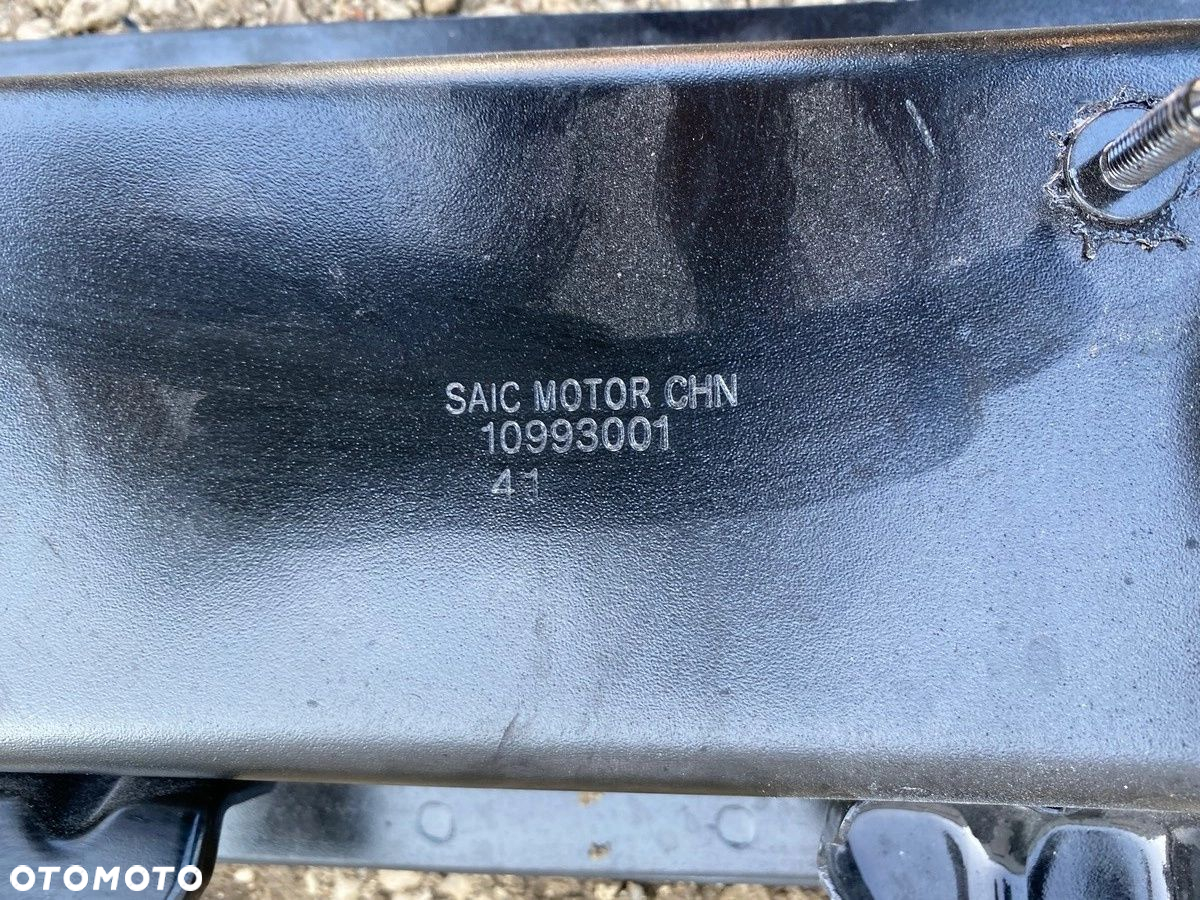 SAIC MOTOR CHN
10993001
41
OTOMOTO